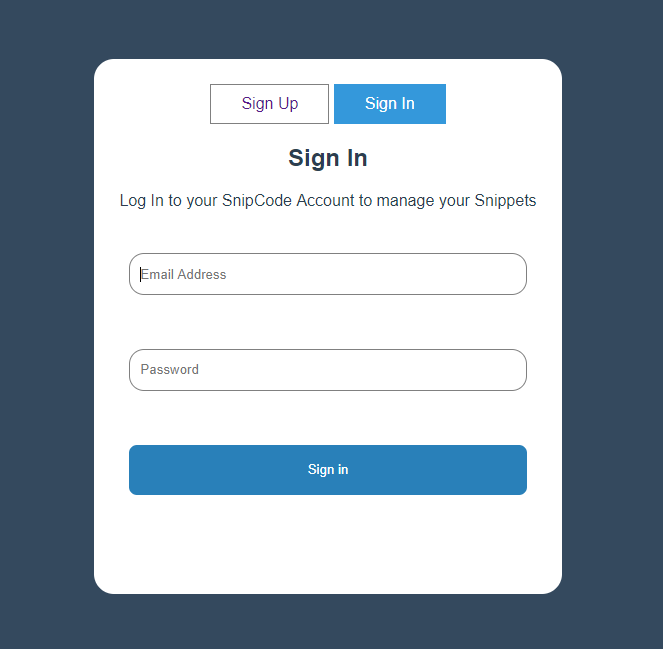 Sign Up Sign In
Sign In
Log In to your SnipCode Account to manage your Snippets
Email Address
Password
Sign in